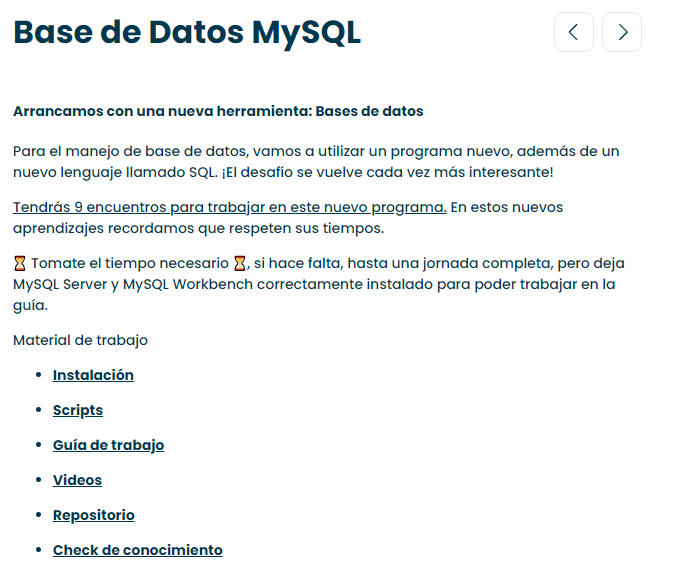 Base de Datos MySQL
Arrancamos con una nueva herramienta: Bases de datos
Para el manejo de base de datos, vamos a utilizar un programa nuevo, además de un
nuevo lenguaje llamado SQL. ¡El desafío se vuelve cada vez más interesante!
Tendrás 9 encuentros para trabajar en este nuevo programa. En estos nuevos
aprendizajes recordamos que respeten sus tiempos.
⏳ Tomate el tiempo necesario ⏳, si hace falta, hasta una jornada completa, pero deja
MySQL Server y MySQL Workbench correctamente instalado para poder trabajar en la
guía.
Material de trabajo
• Instalación
• Scripts
• Guía de trabajo
• Videos
• Repositorio
• Check de conocimiento